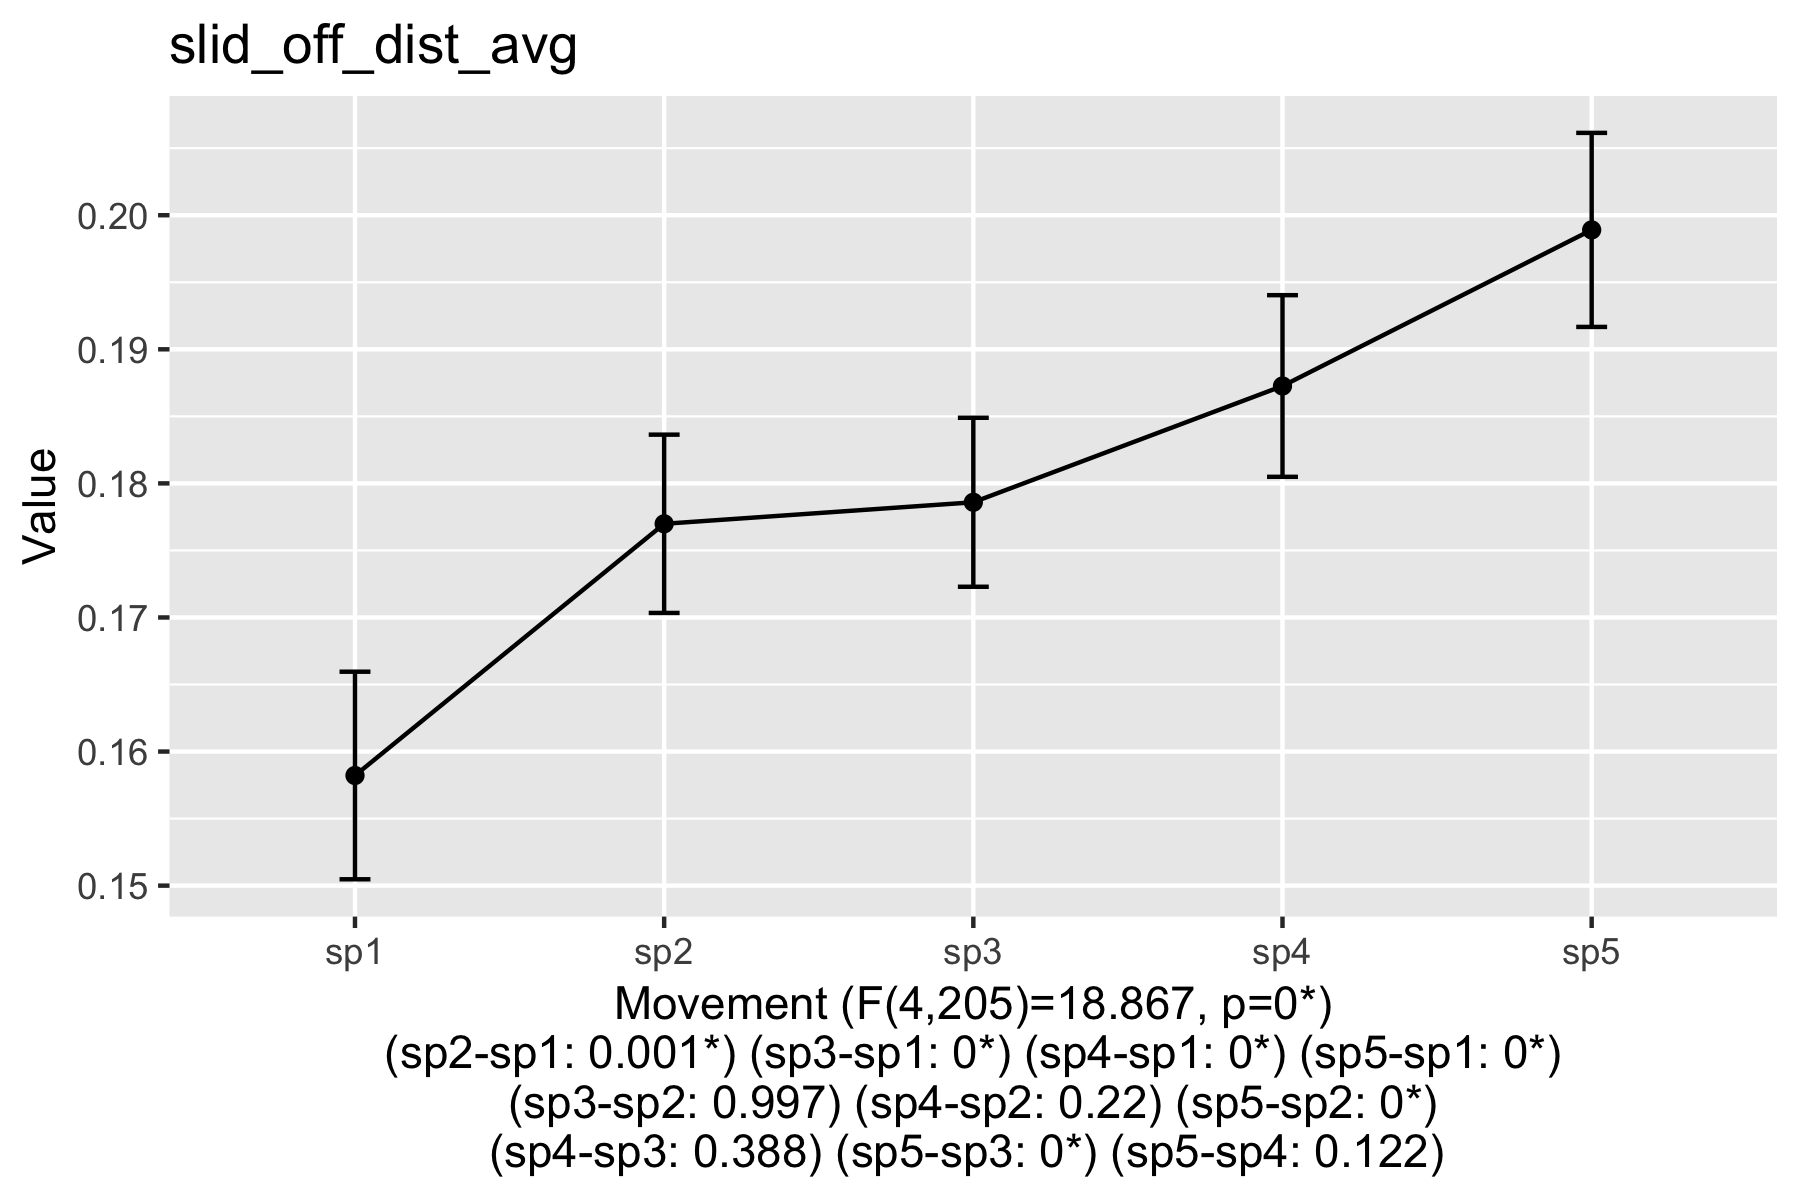 slid_off_dist_avg
Value
0.20
0.19
0.18
0.17
0.16
0.15
sp1 sp2 sp3 sp4 sp5
Movement (F(4,205)=18.867, p=0*)
(sp2-sp1: 0.001*) (sp3-sp1: 0*) (sp4-sp1: 0*) (sp5-sp1: 0*)
(sp3-sp2: 0.997) (sp4-sp2: 0.22) (sp5-sp2: 0*)
(sp4-sp3: 0.388) (sp5-sp3: 0*) (sp5-sp4: 0.122)